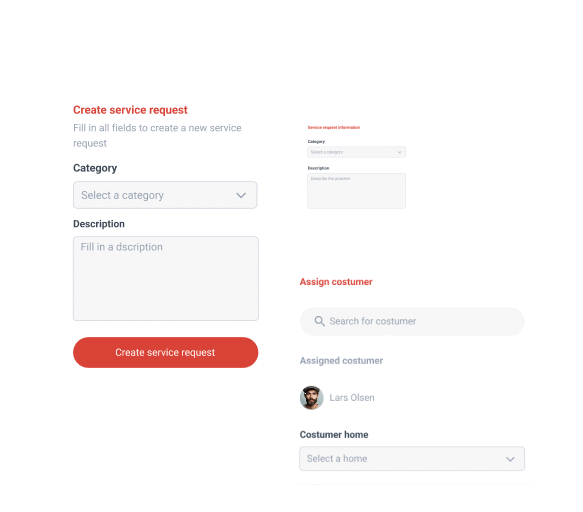 Create service request
Fill in all fields to create a new service
request
Category
Select a category
Description
Fill in a dscription
Create service request
Service request information
Category
Select a category
Description
Describe the problem
Assign costumer
Search for costumer
Assigned costumer
Lars Olsen
Costumer home
Select a home